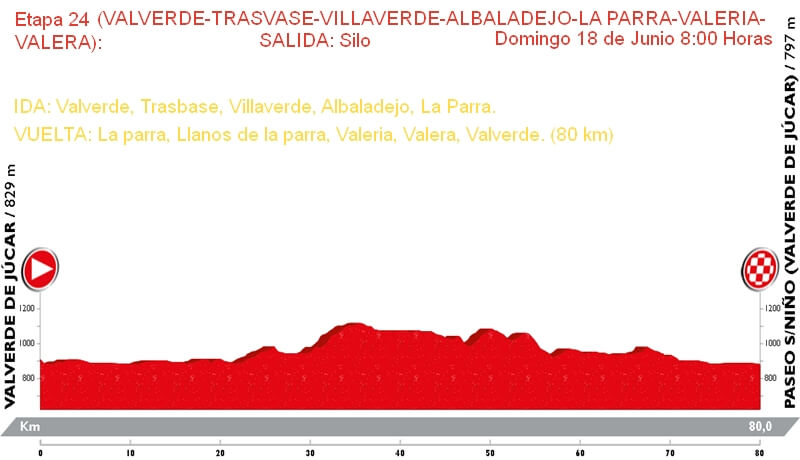 Etapa 24 (VALVERDE-TRASVASE-VILLAVERDE-ALBALADEJO-LA PARRA-VALERIA-
VALERA): SALIDA: Silo Domingo 18 de Junio 8:00 Horas
IDA: Valverde, Trasbase, Villaverde, Albaladejo, La Parra.
VUELTA: La parra, Llanos de la parra, Valeria, Valera, Valverde. (80 km)
VALVERDE DE JÚCAR / 829 m
PASEO S/NIÑO (VALVERDE DE JÚCAR) / 797 m
1200 1200
1000 1000
800 800
Km 80,0
0 10 20 30 40 50 60 70 80